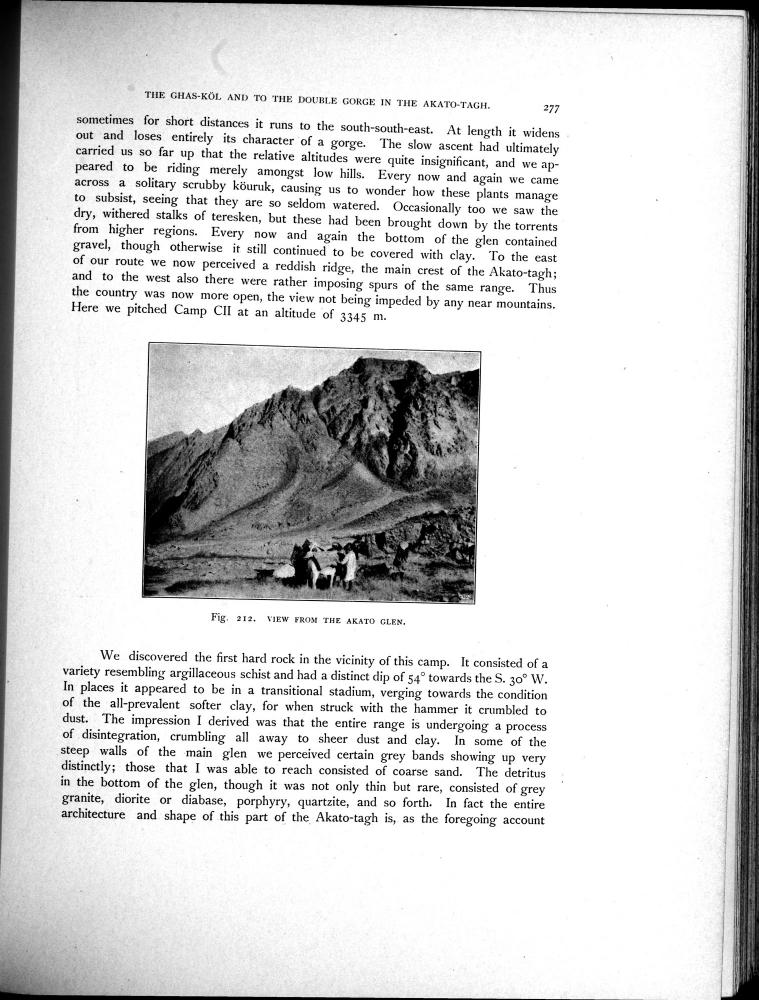 THE GHAS-KÖL AND TO THE DOUBLE GORGE IN THE AKATO-TAGH. 277
sometimes for short distances it runs to the south-south-east. At length it widens
out and loses entirely its character of a gorge. The slow ascent had ultimately
carried us so far up that the relative altitudes were quite insignificant, and we ap-
peared to be riding merely amongst low hills. Every now and again we came
across a solitary scrubby köuruk, causing us to wonder how these plants manage
to subsist, seeing that they are so seldom watered. Occasionally too we saw the
dry, withered stalks of teresken, but these had been brought down by the torrents
from higher regions. Every now and again the bottom of the glen contained
gravel, though otherwise it still continued to be covered with clay. To the east
of our route we now perceived a reddish ridge, the main crest of the Akato-tagh;
and to the west also there were rather imposing spurs of the same range. Thus
the country was now more open, the view not being impeded by any near mountains.
Here we pitched Camp CII at an altitude of 3345 m.
Fig. 212. VIEW FROM THE AKATO GLEN.
We discovered the first hard rock in the vicinity of this camp. It consisted of a
variety resembling argillaceous schist and had a distinct dip of 54° towards the S. 30° W.
In places it appeared to be in a transitional stadium, verging towards the condition
of the all-prevalent softer clay, for when struck with the hammer it crumbled to
dust. The impression I derived was that the entire range is undergoing a process
of disintegration, crumbling all away to sheer dust and clay. In some of the
steep walls of the main glen we perceived certain grey bands showing up very
distinctly; those that I was able to reach consisted of coarse sand. The detritus
in the bottom of the glen, though it was not only thin but rare, consisted of grey
granite, diorite or diabase, porphyry, quartzite, and so forth. In fact the entire
architecture and shape of this part of the Akato-tagh is, as the foregoing account